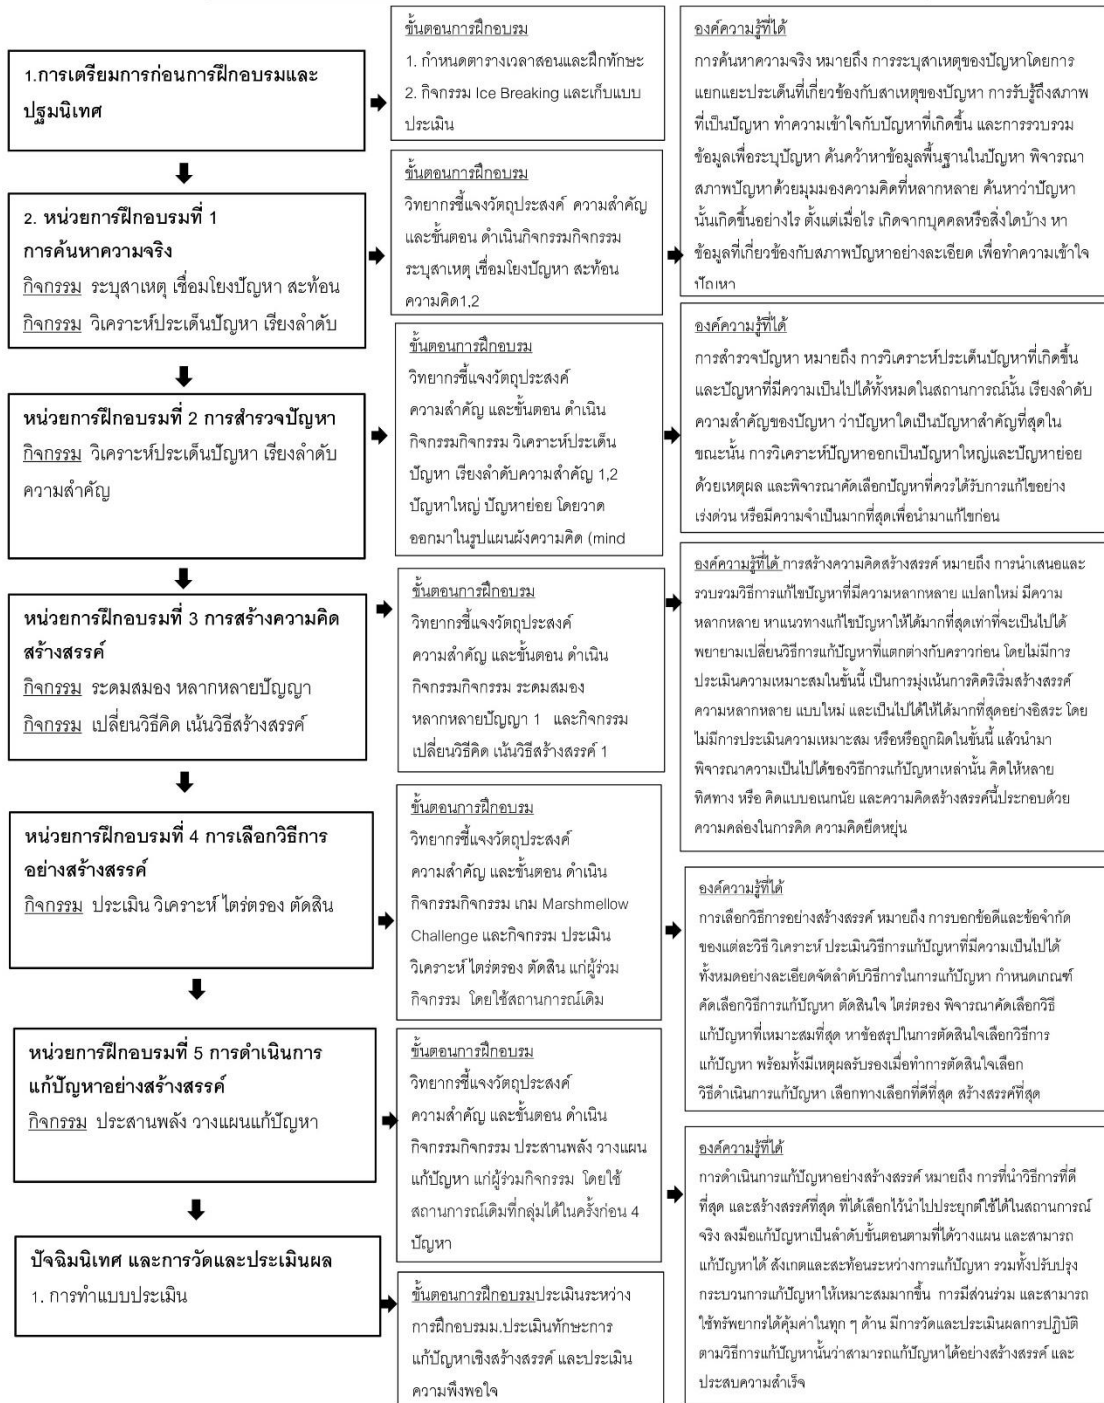 1.การเตรียมการก่อนการฝึกอบรมและ
ปฐมนิเทศ
ขั้นตอนการฝึกอบรม
1. กำหนดตารางเวลาสอนและฝึกทักษะ
2. กิจกรรม Ice Breaking และเก็บแบบ
ประเมิน
2. หน่วยการฝึกอบรมที่ 1
การค้นหาความจริง
กิจกรรม ระบุสาเหตุ เชื่อมโยงปัญหา สะท้อน
กิจกรรม วิเคราะห์ประเด็นปัญหา เรียงลำดับ
ขั้นตอนการฝึกอบรม
วิทยากรชี้แจงวัตถุประสงค์ ความสำคัญ
และขั้นตอน ดำเนินกิจกรรมกิจกรรม
ระบุสาเหตุ เชื่อมโยงปัญหา สะท้อน
ความคิด1,2
องค์ความรู้ที่ได้
การค้นหาความจริง หมายถึง การระบุสาเหตุของปัญหาโดยการ
แยกแยะประเด็นที่เกี่ยวข้องกับสาเหตุของปัญหา การรับรู้ถึงสภาพ
ที่เป็นปัญหา ทำความเข้าใจกับปัญหาที่เกิดขึ้น และการรวบรวม
ข้อมูลเพื่อระบุปัญหา ค้นคว้าหาข้อมูลพื้นฐานในปัญหา พิจารณา
สภาพปัญหาด้วยมุมมองความคิดที่หลากหลาย ค้นหาว่าปัญหา
นั้นเกิดขึ้นอย่างไร ตั้งแต่เมื่อไร เกิดจากบุคคลหรือสิ่งใดบ้าง หา
ข้อมูลที่เกี่ยวข้องกับสภาพปัญหาอย่างละเอียด เพื่อทำความเข้าใจ
ปัญหา
หน่วยการฝึกอบรมที่ 2 การสำรวจปัญหา
กิจกรรม วิเคราะห์ประเด็นปัญหา เรียงลำดับ
ความสำคัญ
ขั้นตอนการฝึกอบรม
วิทยากรชี้แจงวัตถุประสงค์
ความสำคัญ และขั้นตอน ดำเนิน
กิจกรรมกิจกรรม วิเคราะห์ประเด็น
ปัญหา เรียงลำดับความสำคัญ 1,2
ปัญหาใหญ่ ปัญหาย่อย โดยวาด
ออกมาในรูปแผนผังความคิด (mind
องค์ความรู้ที่ได้
การสำรวจปัญหา หมายถึง การวิเคราะห์ประเด็นปัญหาที่เกิดขึ้น
และปัญหาที่มีความเป็นไปได้ทั้งหมดในสถานการณ์นั้น เรียงลำดับ
ความสำคัญของปัญหา ว่าปัญหาใดเป็นปัญหาสำคัญที่สุดใน
ขณะนั้น การวิเคราะห์ปัญหาออกเป็นปัญหาใหญ่และปัญหาย่อย
ด้วยเหตุผล และพิจารณาคัดเลือกปัญหาที่ควรได้รับการแก้ไขอย่าง
เร่งด่วน หรือมีความจำเป็นมากที่สุดเพื่อนำมาแก้ไขก่อน
หน่วยการฝึกอบรมที่ 3 การสร้างความคิด
สร้างสรรค์
กิจกรรม ระดมสมอง หลากหลายปัญญา
กิจกรรม เปลี่ยนวิธีคิด เน้นวิธีสร้างสรรค์
ขั้นตอนการฝึกอบรม
วิทยากรชี้แจงวัตถุประสงค์
ความสำคัญ และขั้นตอน ดำเนิน
กิจกรรมกิจกรรม ระดมสมอง
หลากหลายปัญญา 1 และกิจกรรม
เปลี่ยนวิธีคิด เน้นวิธีสร้างสรรค์ 1
องค์ความรู้ที่ได้ การสร้างความคิดสร้างสรรค์ หมายถึง การนำเสนอและ
รวบรวมวิธีการแก้ไขปัญหาที่มีความหลากหลาย แปลกใหม่ มีความ
หลากหลาย หาแนวทางแก้ไขปัญหาให้ได้มากที่สุดเท่าที่จะเป็นไปได้
พยายามเปลี่ยนวิธีการแก้ปัญหาที่แตกต่างกับคราวก่อน โดยไม่มีการ
ประเมินความเหมาะสมในขั้นนี้ เป็นการมุ่งเน้นการคิดริเริ่มสร้างสรรค์
ความหลากหลาย แบบใหม่ และเป็นไปได้ให้ได้มากที่สุดอย่างอิสระ โดย
ไม่มีการประเมินความเหมาะสม หรือหรือถูกผิดในขั้นนี้ แล้วนำมา
พิจารณาความเป็นไปได้ของวิธีการแก้ปัญหาเหล่านั้น คิดให้หลาย
ทิศทาง หรือ คิดแบบอเนกนัย และความคิดสร้างสรรค์นี้ประกอบด้วย
ความคล่องในการคิด ความคิดยืดหยุ่น
หน่วยการฝึกอบรมที่ 4 การเลือกวิธีการ
อย่างสร้างสรรค์
กิจกรรม ประเมิน วิเคราะห์ ไตร่ตรอง ตัดสิน
ขั้นตอนการฝึกอบรม
วิทยากรชี้แจงวัตถุประสงค์
ความสำคัญ และขั้นตอน ดำเนิน
กิจกรรมกิจกรรม เกม Marshmellow
Challenge และกิจกรรม ประเมิน
วิเคราะห์ ไตร่ตรอง ตัดสิน แก่ผู้ร่วม
กิจกรรม โดยใช้สถานการณ์เดิม
องค์ความรู้ที่ได้
การเลือกวิธีการอย่างสร้างสรรค์ หมายถึง การบอกข้อดีและข้อจำกัด
ของแต่ละวิธี วิเคราะห์ ประเมินวิธีการแก้ปัญหาที่มีความเป็นไปได้
ทั้งหมดอย่างละเอียดจัดลำดับวิธีการในการแก้ปัญหา กำหนดเกณฑ์
คัดเลือกวิธีการแก้ปัญหา ตัดสินใจ ไตร่ตรอง พิจารณาคัดเลือกวิธี
แก้ปัญหาที่เหมาะสมที่สุด หาข้อสรุปในการตัดสินใจเลือกวิธีการ
แก้ปัญหา พร้อมทั้งมีเหตุผลรับรองเมื่อทำการตัดสินใจเลือก
วิธีดำเนินการแก้ปัญหา เลือกทางเลือกที่ดีที่สุด สร้างสรรค์ที่สุด
หน่วยการฝึกอบรมที่ 5 การดำเนินการ
แก้ปัญหาอย่างสร้างสรรค์
กิจกรรม ประสานพลัง วางแผนแก้ปัญหา
ขั้นตอนการฝึกอบรม
วิทยากรชี้แจงวัตถุประสงค์
ความสำคัญ และขั้นตอน ดำเนิน
กิจกรรมกิจกรรม ประสานพลัง วางแผน
แก้ปัญหา แก่ผู้ร่วมกิจกรรม โดยใช้
สถานการณ์เดิมที่กลุ่มได้ในครั้งก่อน 4
ปัญหา
องค์ความรู้ที่ได้
การดำเนินการแก้ปัญหาอย่างสร้างสรรค์ หมายถึง การที่นำวิธีการที่ดี
ที่สุด และสร้างสรรค์ที่สุด ที่ได้เลือกไว้นำไปประยุกต์ใช้ได้ในสถานการณ์
จริง ลงมือแก้ปัญหาเป็นลำดับขั้นตอนตามที่ได้วางแผน และสามารถ
แก้ปัญหาได้ สังเกตและสะท้อนระหว่างการแก้ปัญหา รวมทั้งปรับปรุง
กระบวนการแก้ปัญหาให้เหมาะสมมากขึ้น การมีส่วนร่วม และสามารถ
ใช้ทรัพยากรได้คุ้มค่าในทุก ๆ ด้าน มีการวัดและประเมินผลการปฏิบัติ
ตามวิธีการแก้ปัญหานั้นว่าสามารถแก้ปัญหาได้อย่างสร้างสรรค์ และ
ประสบความสำเร็จ
ปัจฉิมนิเทศ และการวัดและประเมินผล
1. การทำแบบประเมิน
ขั้นตอนการฝึกอบรมประเมินระหว่าง
การฝึกอบรมม.ประเมินทักษะการ
แก้ปัญหาเชิงสร้างสรรค์ และประเมิน
ความพึงพอใจ